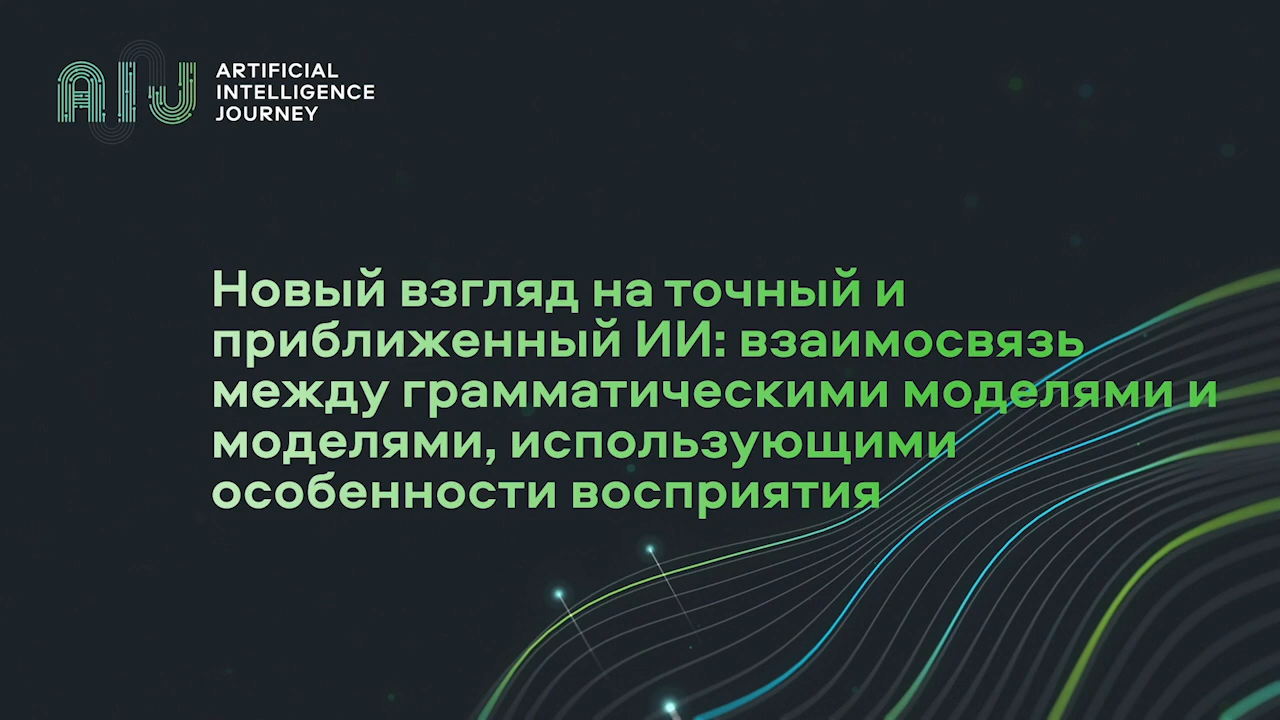 AIJ
ARTIFICIAL
INTELLIGENCE
JOURNEY
Новый взгляд на точный и
приближенный ИИ: взаимосвязь
между грамматическими моделями и
моделями, использующими
особенности восприятия